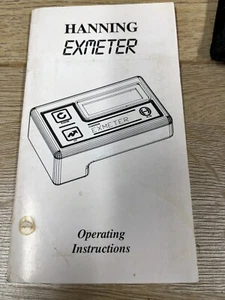 HANNING
EXMETER
EXMETER
Operating
Instructions